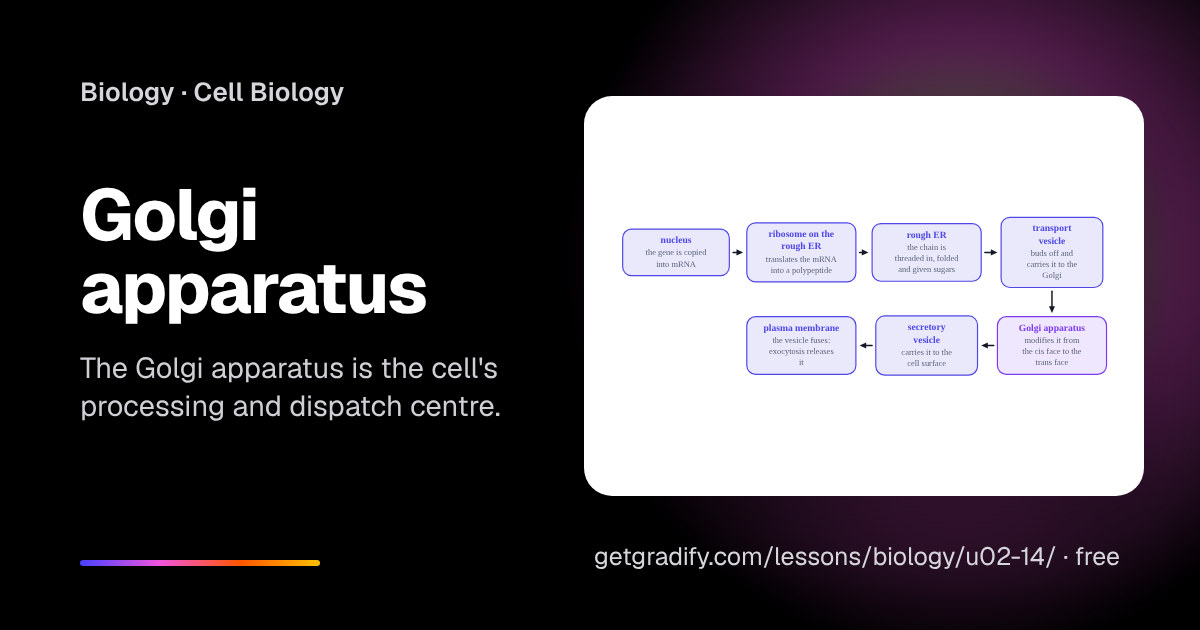 Biology · Cell Biology
Golgi
apparatus
The Golgi apparatus is the cell's
processing and dispatch centre.
nucleus
the gene is copied
into mRNA
ribosome on the
rough ER
translates the mRNA
into a polypeptide
rough ER
the chain is
threaded in, folded
and given sugars
transport
vesicle
buds off and
carries it to the
Golgi
Golgi apparatus
modifies it from
the cis face to the
trans face
secretory
vesicle
carries it to the
cell surface
plasma membrane
the vesicle fuses:
exocytosis releases
it
getgradify.com/lessons/biology/u02-14/ · free